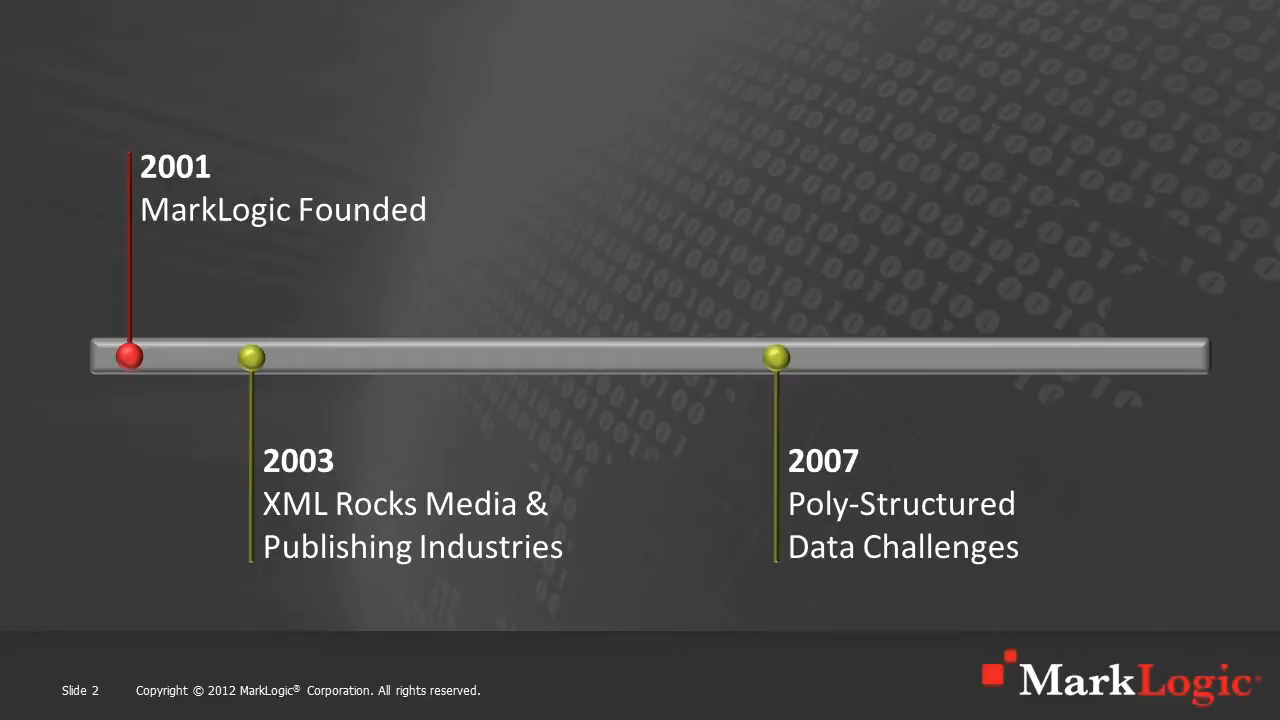 2001
MarkLogic Founded
2003
XML Rocks Media &
Publishing Industries
2007
Poly-Structured
Data Challenges
Slide 2
Copyright © 2012 MarkLogic® Corporation. All rights reserved.
MarkLogic